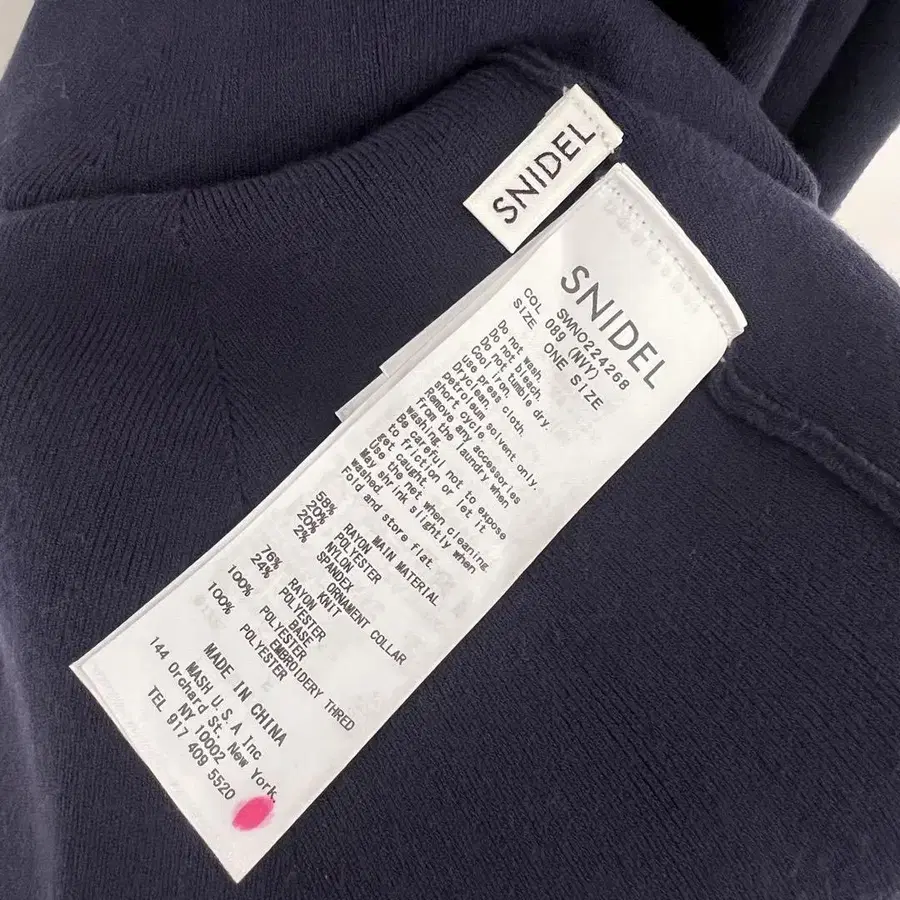 SNIDEL
SNIDEL
SWNO224268
COL 089 (NVY)
SIZE ONE SIZE
Do not wash.
Do not bleach.
Do not tumble dry.
Cool iron.
use press cloth.
Dryclean.
petroleum solvent only.
short cycle.
Remove any accessories
from the laundry when
washing.
Be careful not to expose
to friction or let it
get caught.
Use the net when cleaning.
May shrink slightly when
washed.
Fold and store flat.
MAIN MATERIAL
58% RAYON
20% POLYESTER
20% NYLON
2% SPANDEX
ORNAMENT COLLAR
KNIT
76% RAYON
24% POLYESTER
BASE
100% POLYESTER
EMBROIDERY THRED
100% POLYESTER
MADE IN CHINA
MASH U.S.A Inc
144 Orchard St. New York,
NY 10002
TEL 917 409 5520